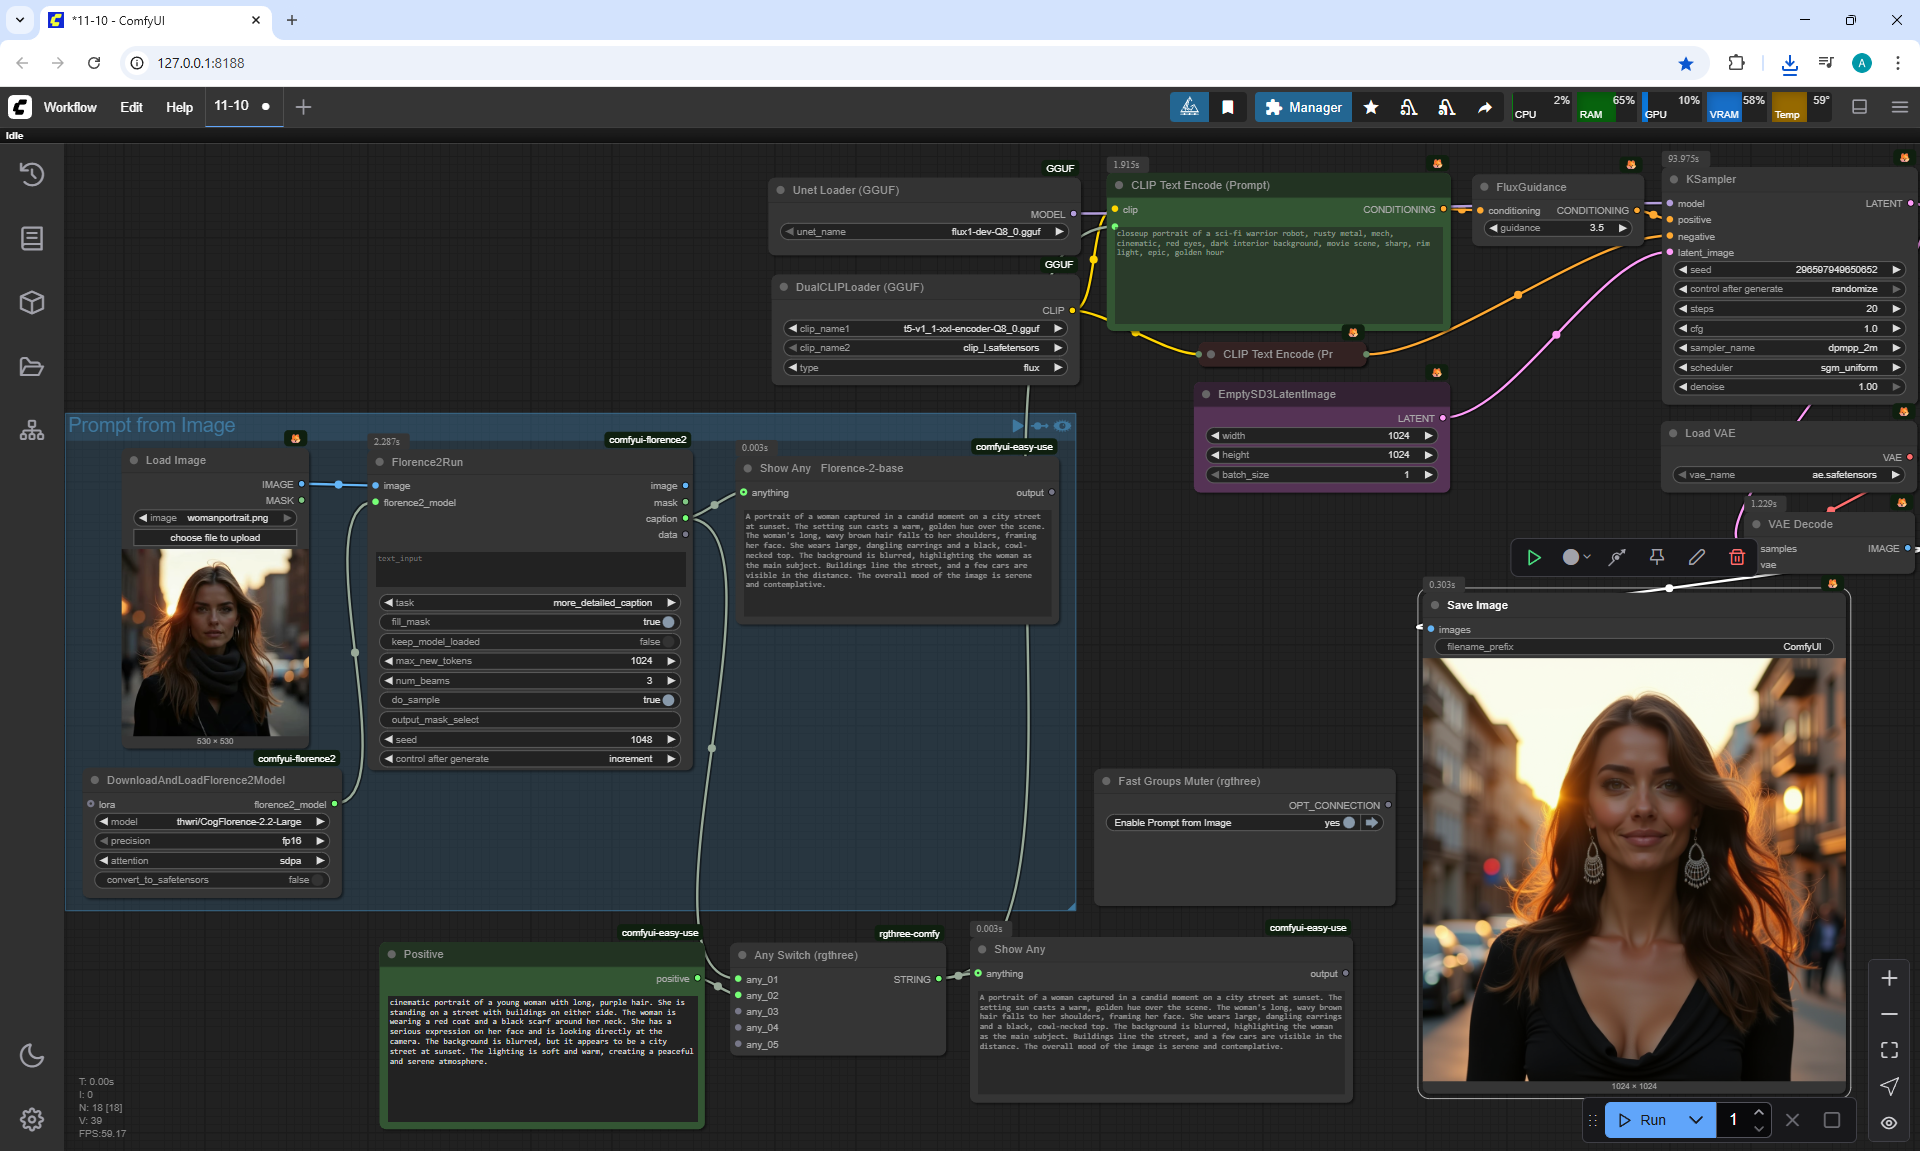 *11-10 - ComfyUI
127.0.0.1:8188
A
Workflow
Edit
Help
11-10
Manager
CPU
2%
RAM
65%
GPU
10%
VRAM
58%
Temp
59°
Idle
GGUF
Unet Loader (GGUF)
MODEL
unet_name
flux1-dev-Q8_0.gguf
GGUF
DualCLIPLoader (GGUF)
CLIP
clip_name1
t5-v1_1-xxl-encoder-Q8_0.gguf
clip_name2
clip_l.safetensors
type
flux
1.915s
CLIP Text Encode (Prompt)
clip
CONDITIONING
closeup portrait of a sci-fi warrior robot, rusty metal, mech,
cinematic, red eyes, dark interior background, movie scene, sharp, rim
light, epic, golden hour
CLIP Text Encode (Pr
FluxGuidance
conditioning
CONDITIONING
guidance
3.5
93.975s
KSampler
model
LATENT
positive
negative
latent_image
seed
296597949650652
control after generate
randomize
steps
20
cfg
1.0
sampler_name
dpmpp_2m
scheduler
sgm_uniform
denoise
1.00
EmptySD3LatentImage
LATENT
width
1024
height
1024
batch_size
1
Load VAE
VAE
vae_name
ae.safetensors
1.229s
VAE Decode
samples
IMAGE
vae
Prompt from Image
Load Image
IMAGE
MASK
image
womanportrait.png
choose file to upload
530 × 530
comfyui-florence2
DownloadAndLoadFlorence2Model
lora
florence2_model
model
thwri/CogFlorence-2.2-Large
precision
fp16
attention
sdpa
convert_to_safetensors
false
2.287s
comfyui-florence2
Florence2Run
image
image
florence2_model
mask
caption
data
text_input
task
more_detailed_caption
fill_mask
true
keep_model_loaded
false
max_new_tokens
1024
num_beams
3
do_sample
true
output_mask_select
seed
1048
control after generate
increment
0.003s
comfyui-easy-use
Show Any Florence-2-base
anything
output
A portrait of a woman captured in a candid moment on a city street
at sunset. The setting sun casts a warm, golden hue over the scene.
The woman's long, wavy brown hair falls to her shoulders, framing
her face. She wears large, dangling earrings and a black, cowl-
necked top. The background is blurred, highlighting the woman as
the main subject. Buildings line the street, and a few cars are
visible in the distance. The overall mood of the image is serene
and contemplative.
0.303s
Save Image
images
filename_prefix
ComfyUI
1024 × 1024
Fast Groups Muter (rgthree)
OPT_CONNECTION
Enable Prompt from Image
yes
comfyui-easy-use
Positive
positive
cinematic portrait of a young woman with long, purple hair. She is
standing on a street with buildings on either side. The woman is
wearing a red coat and a black scarf around her neck. She has a
serious expression on her face and is looking directly at the
camera. The background is blurred, but it appears to be a city
street at sunset. The lighting is soft and warm, creating a peaceful
and serene atmosphere.
rgthree-comfy
Any Switch (rgthree)
any_01
STRING
any_02
any_03
any_04
any_05
0.003s
comfyui-easy-use
Show Any
anything
output
A portrait of a woman captured in a candid moment on a city street at sunset. The
setting sun casts a warm, golden hue over the scene. The woman's long, wavy brown
hair falls to her shoulders, framing her face. She wears large, dangling earrings
and a black, cowl-necked top. The background is blurred, highlighting the woman
as the main subject. Buildings line the street, and a few cars are visible in the
distance. The overall mood of the image is serene and contemplative.
T: 0.00s
I: 0
N: 18 [18]
V: 39
FPS:59.17
Run
1